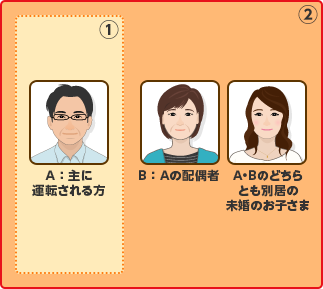 ①
②
A：主に
運転される方
B：Aの配偶者
A・Bのどちら
とも別居の
未婚のお子さま